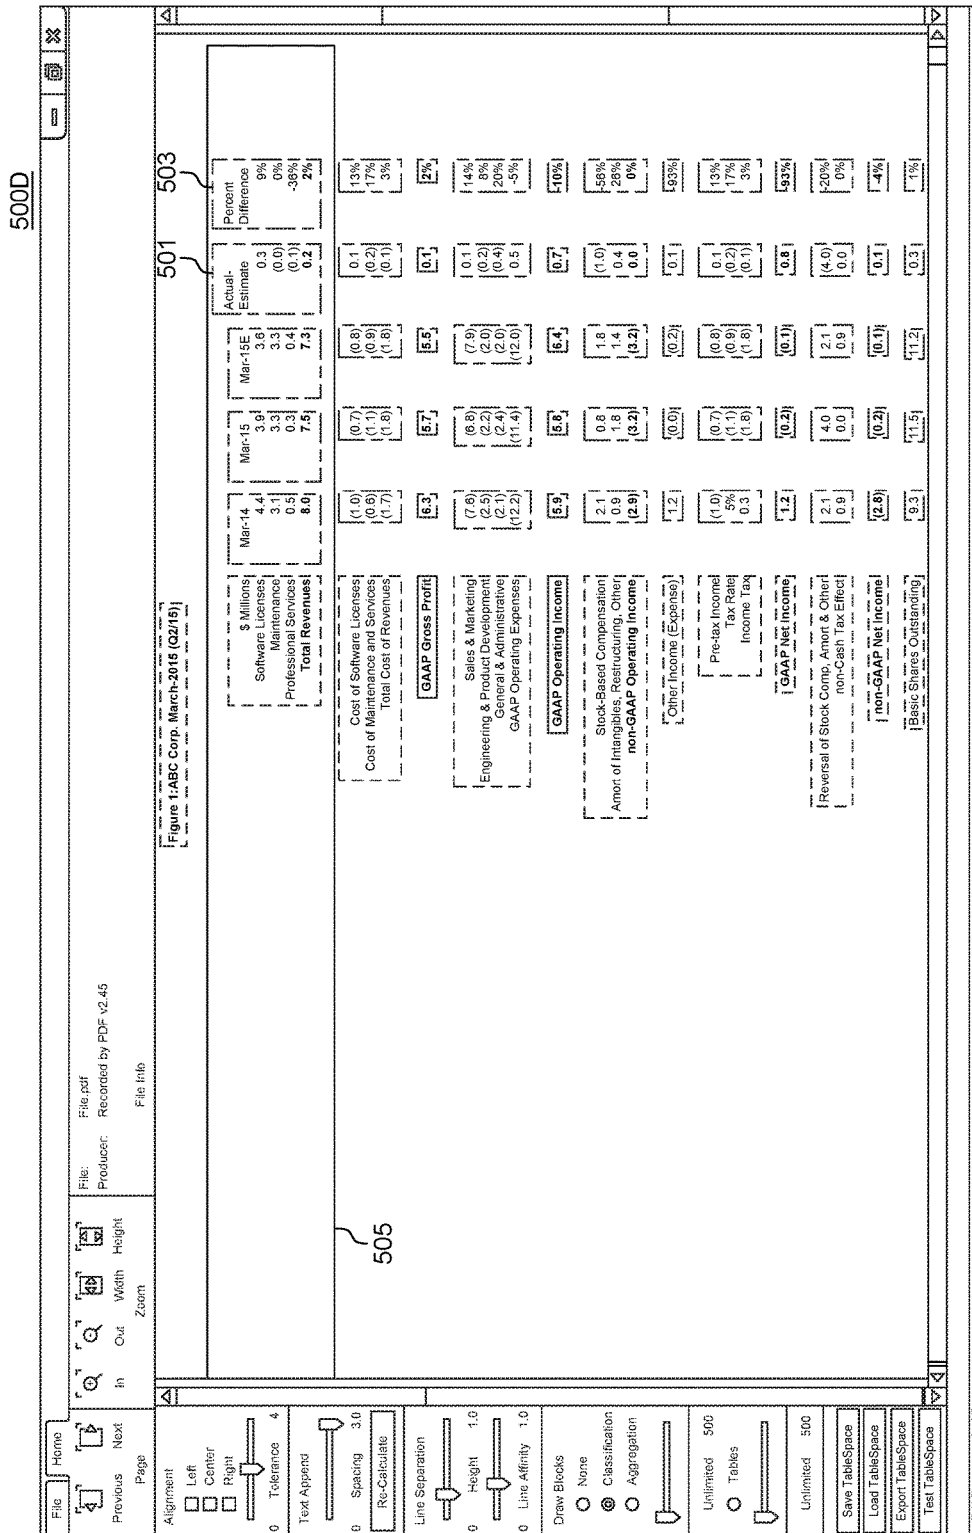 500D
File Home
Previous Next
Page
In Out Width Height
Zoom
File: File.pdf
Producer: Recorded by PDF v2.45
File Info
Alignment
Left
Center
Right
0 Tolerance 4
Text Append
0 Spacing 3.0
Re-Calculate
Line Separation
0 Height 1.0
0 Line Affinity 1.0
Draw Blocks
None
Classification
Aggregation
Unlimited 500
Tables
Unlimited 500
Save TableSpace
Load TableSpace
Export TableSpace
Test TableSpace
505
501
503
Figure 1:ABC Corp. March-2015 (Q2/15)
$ Millions Mar-14 Mar-15 Mar-15E Actual-Estimate Percent Difference
Software Licenses 4.4 3.9 3.6 0.3 9%
Maintenance 3.1 3.3 3.3 (0.0) 0%
Professional Services 0.5 0.3 0.4 (0.1) -36%
Total Revenues 8.0 7.5 7.3 0.2 2%
Cost of Software Licenses (1.0) (0.7) (0.8) 0.1 13%
Cost of Maintenance and Services (0.6) (1.1) (0.9) (0.2) 17%
Total Cost of Revenues (1.7) (1.8) (1.8) (0.1) 3%
GAAP Gross Profit 6.3 5.7 5.5 0.1 2%
Sales & Marketing (7.6) (6.8) (7.9) 0.1 14%
Engineering & Product Development (2.5) (2.2) (2.0) (0.2) 8%
General & Administrative (2.1) (2.4) (2.0) (0.4) 20%
GAAP Operating Expenses (12.2) (11.4) (12.0) 0.5 -5%
GAAP Operating Income 5.9 5.8 6.4 0.7 -10%
Stock-Based Compensation 2.1 0.8 1.8 (1.0) -56%
Amort of Intangibles, Restructuring, Other 0.9 1.8 1.4 0.4 26%
non-GAAP Operating Income (2.9) (3.2) (3.2) 0.0 0%
Other Income (Expense) 1.2 (0.0) (0.2) 0.1 -93%
Pre-tax Income (1.0) (0.7) (0.8) 0.1 13%
Tax Rate 5% (1.1) (0.9) (0.2) 17%
Income Tax 0.3 (1.8) (1.8) (0.1) 3%
GAAP Net Income 1.2 (0.2) (0.1) 0.8 -93%
Reversal of Stock Comp, Amort & Other 2.1 4.0 2.1 (4.0) -20%
non-Cash Tax Effect 0.9 0.0 0.9 0.0 0%
non-GAAP Net Income (2.8) (0.2) (0.1) 0.1 -4%
Basic Shares Outstanding 9.3 11.5 11.2 0.3 1%